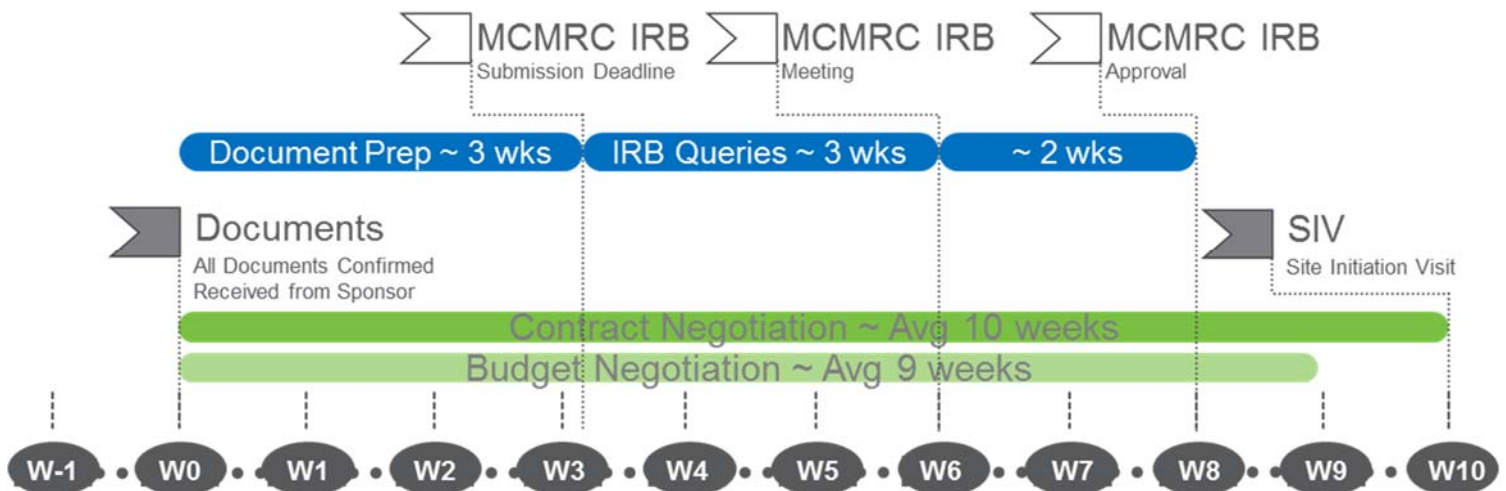 MCMRC IRB
Submission Deadline
MCMRC IRB
Meeting
MCMRC IRB
Approval
Document Prep ~ 3 wks
IRB Queries ~ 3 wks
~ 2 wks
Documents
All Documents Confirmed
Received from Sponsor
SIV
Site Initiation Visit
Contract Negotiation ~ Avg 10 weeks
Budget Negotiation ~ Avg 9 weeks
W-1
W0
W1
W2
W3
W4
W5
W6
W7
W8
W9
W10